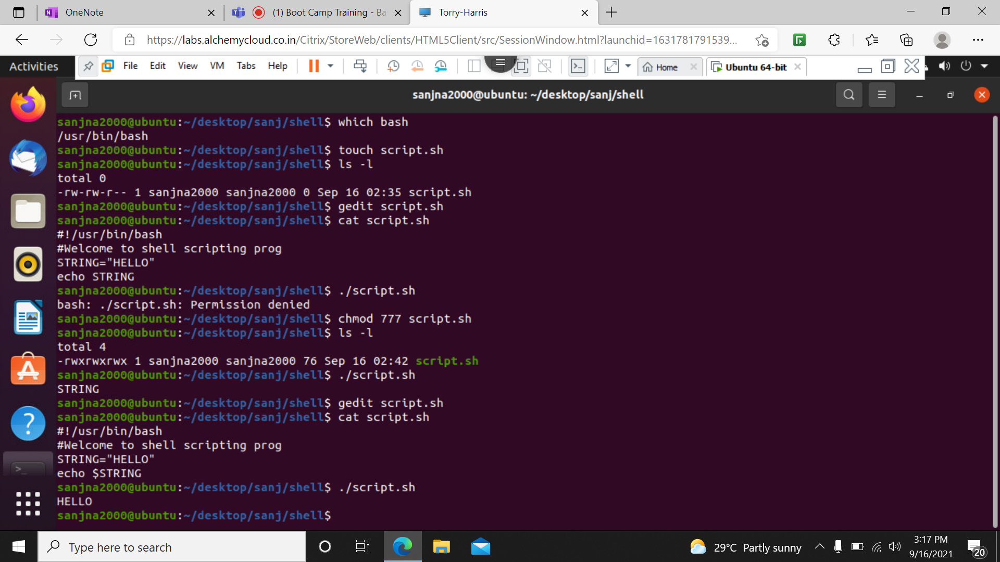 OneNote
(1) Boot Camp Training - Ba
Torry-Harris
https://labs.alchemycloud.co.in/Citrix/StoreWeb/clients/HTML5Client/src/SessionWindow.html?launchid=1631781791539...
Activities
File Edit View VM Tabs Help
Home
Ubuntu 64-bit
sanjna2000@ubuntu: ~/desktop/sanj/shell
sanjna2000@ubuntu:~/desktop/sanj/shell$ which bash
/usr/bin/bash
sanjna2000@ubuntu:~/desktop/sanj/shell$ touch script.sh
sanjna2000@ubuntu:~/desktop/sanj/shell$ ls -l
total 0
-rw-rw-r-- 1 sanjna2000 sanjna2000 0 Sep 16 02:35 script.sh
sanjna2000@ubuntu:~/desktop/sanj/shell$ gedit script.sh
sanjna2000@ubuntu:~/desktop/sanj/shell$ cat script.sh
#!/usr/bin/bash
#Welcome to shell scripting prog
STRING="HELLO"
echo STRING
sanjna2000@ubuntu:~/desktop/sanj/shell$ ./script.sh
bash: ./script.sh: Permission denied
sanjna2000@ubuntu:~/desktop/sanj/shell$ chmod 777 script.sh
sanjna2000@ubuntu:~/desktop/sanj/shell$ ls -l
total 4
-rwxrwxrwx 1 sanjna2000 sanjna2000 76 Sep 16 02:42 script.sh
sanjna2000@ubuntu:~/desktop/sanj/shell$ ./script.sh
STRING
sanjna2000@ubuntu:~/desktop/sanj/shell$ gedit script.sh
sanjna2000@ubuntu:~/desktop/sanj/shell$ cat script.sh
#!/usr/bin/bash
#Welcome to shell scripting prog
STRING="HELLO"
echo $STRING
sanjna2000@ubuntu:~/desktop/sanj/shell$ ./script.sh
HELLO
sanjna2000@ubuntu:~/desktop/sanj/shell$
Type here to search
29°C Partly sunny
3:17 PM
9/16/2021
20